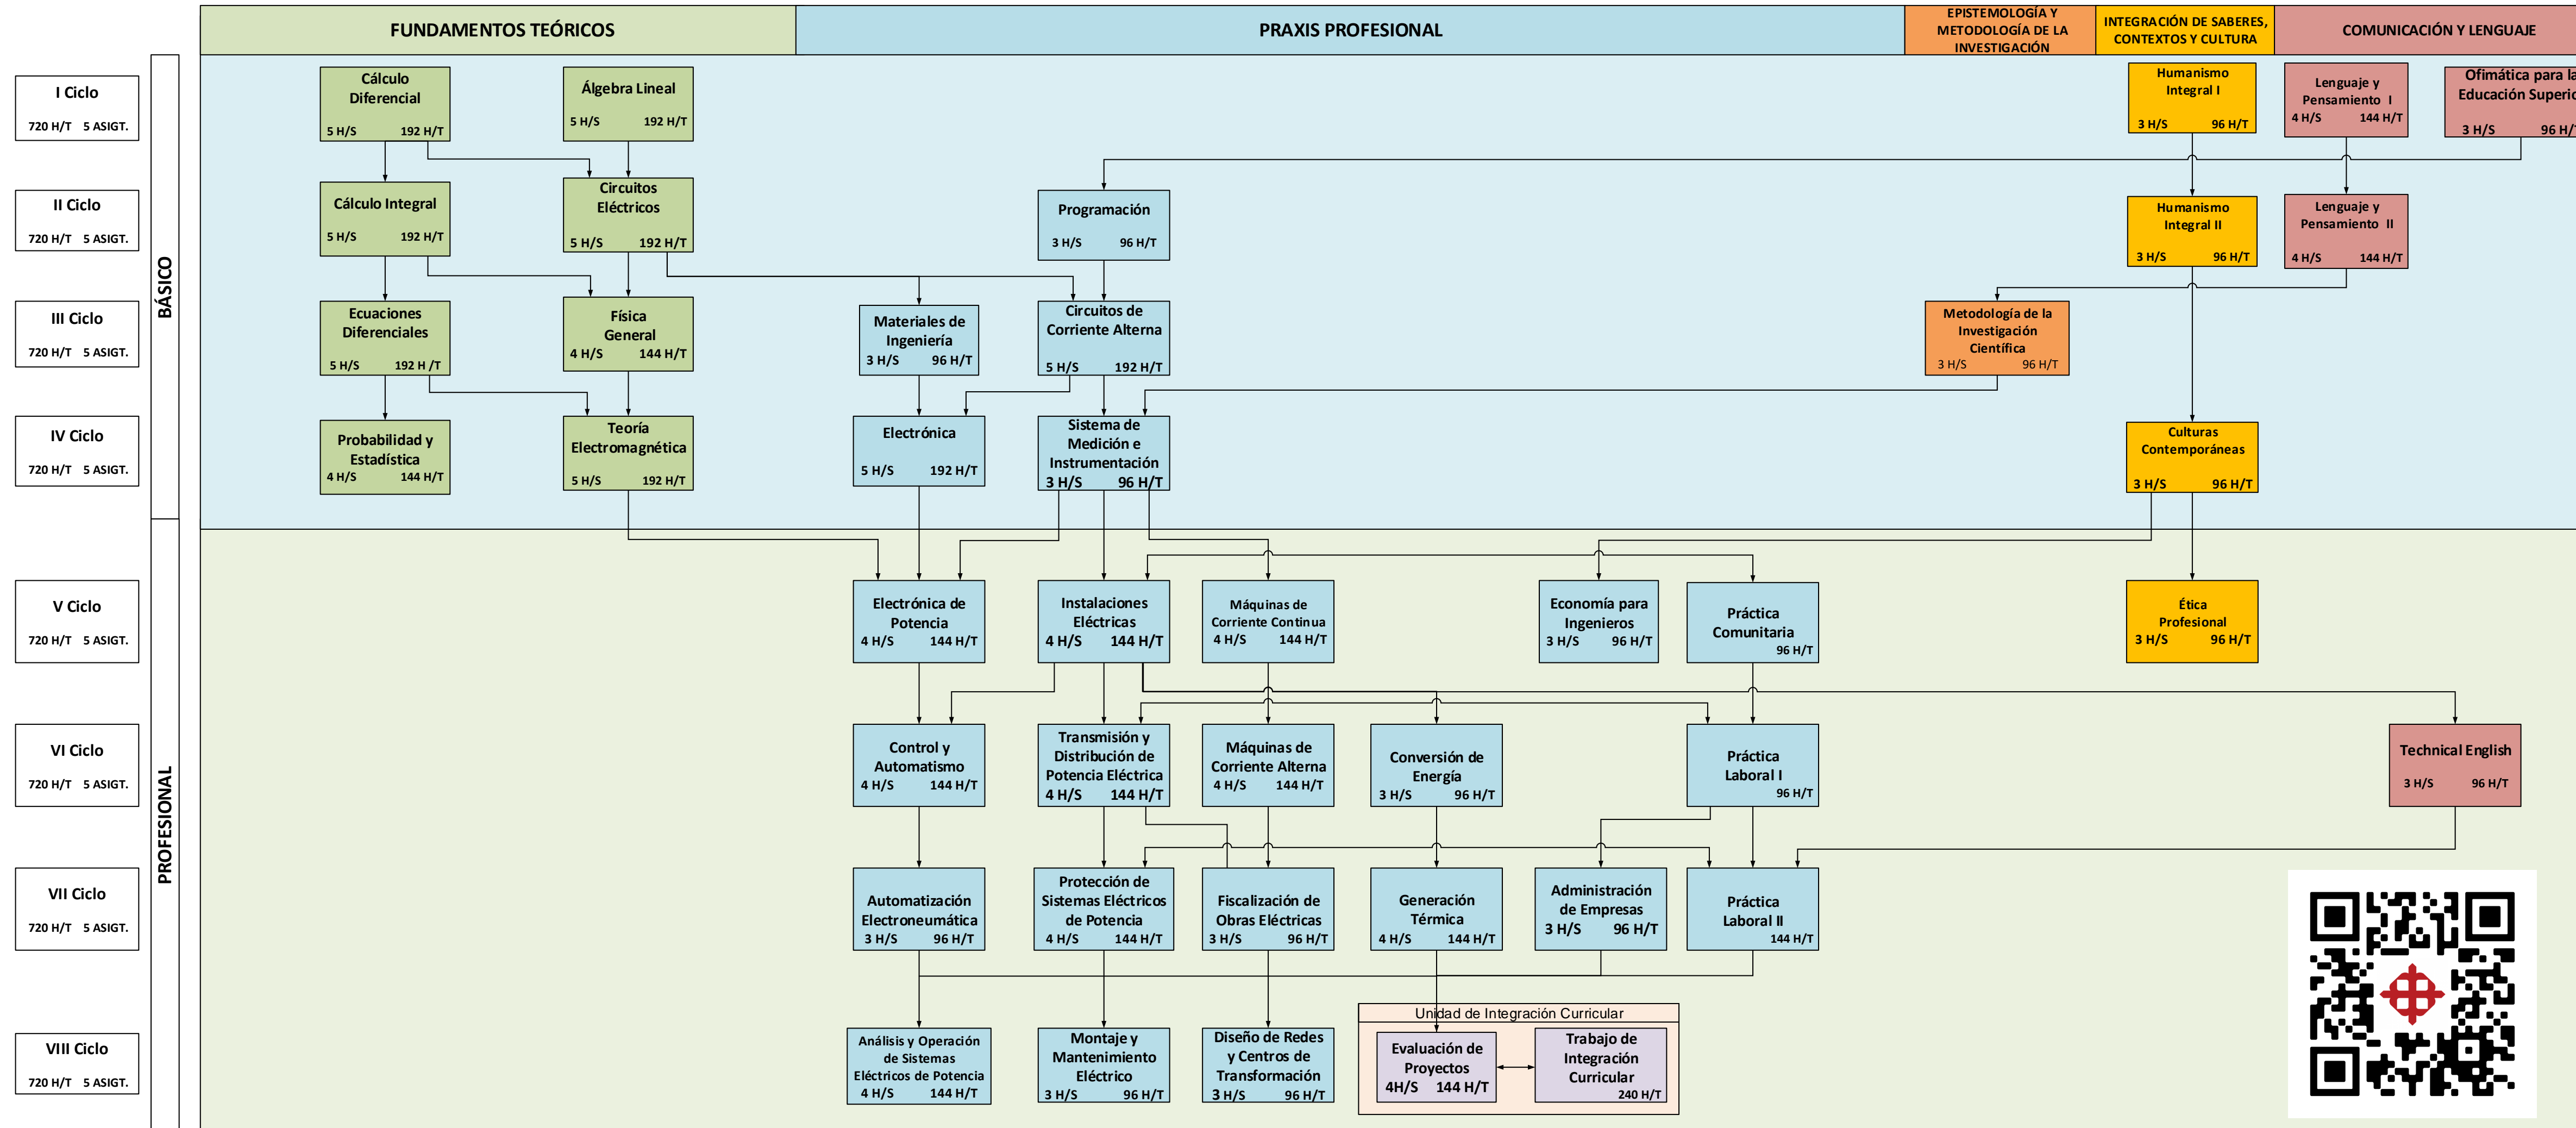 FUNDAMENTOS TEÓRICOS
PRAXIS PROFESIONAL
EPISTEMOLOGÍA Y
METODOLOGÍA DE LA
INVESTIGACIÓN
INTEGRACIÓN DE SABERES,
CONTEXTOS Y CULTURA
COMUNICACIÓN Y LENGUAJE
BÁSICO
I Ciclo
720 H/T 5 ASIGT.
Cálculo
Diferencial
5 H/S 192 H/T
Álgebra Lineal
5 H/S 192 H/T
Humanismo
Integral I
3 H/S 96 H/T
Lenguaje y
Pensamiento I
4 H/S 144 H/T
Ofimática para la
Educación Superio
3 H/S 96 H/T
II Ciclo
720 H/T 5 ASIGT.
Cálculo Integral
5 H/S 192 H/T
Circuitos
Eléctricos
5 H/S 192 H/T
Programación
3 H/S 96 H/T
Humanismo
Integral II
3 H/S 96 H/T
Lenguaje y
Pensamiento II
4 H/S 144 H/T
III Ciclo
720 H/T 5 ASIGT.
Ecuaciones
Diferenciales
5 H/S 192 H /T
Física
General
4 H/S 144 H/T
Materiales de
Ingeniería
3 H/S 96 H/T
Circuitos de
Corriente Alterna
5 H/S 192 H/T
Metodología de la
Investigación
Científica
3 H/S 96 H/T
IV Ciclo
720 H/T 5 ASIGT.
Probabilidad y
Estadística
4 H/S 144 H/T
Teoría
Electromagnética
5 H/S 192 H/T
Electrónica
5 H/S 192 H/T
Sistema de
Medición e
Instrumentación
3 H/S 96 H/T
Culturas
Contemporáneas
3 H/S 96 H/T
PROFESIONAL
V Ciclo
720 H/T 5 ASIGT.
Electrónica de
Potencia
4 H/S 144 H/T
Instalaciones
Eléctricas
4 H/S 144 H/T
Máquinas de
Corriente Continua
4 H/S 144 H/T
Economía para
Ingenieros
3 H/S 96 H/T
Práctica
Comunitaria
96 H/T
Ética
Profesional
3 H/S 96 H/T
VI Ciclo
720 H/T 5 ASIGT.
Control y
Automatismo
4 H/S 144 H/T
Transmisión y
Distribución de
Potencia Eléctrica
4 H/S 144 H/T
Máquinas de
Corriente Alterna
4 H/S 144 H/T
Conversión de
Energía
3 H/S 96 H/T
Práctica
Laboral I
96 H/T
Technical English
3 H/S 96 H/T
VII Ciclo
720 H/T 5 ASIGT.
Automatización
Electroneumática
3 H/S 96 H/T
Protección de
Sistemas Eléctricos
de Potencia
4 H/S 144 H/T
Fiscalización de
Obras Eléctricas
3 H/S 96 H/T
Generación
Térmica
4 H/S 144 H/T
Administración
de Empresas
3 H/S 96 H/T
Práctica
Laboral II
144 H/T
VIII Ciclo
720 H/T 5 ASIGT.
Análisis y Operación
de Sistemas
Eléctricos de Potencia
4 H/S 144 H/T
Montaje y
Mantenimiento
Eléctrico
3 H/S 96 H/T
Diseño de Redes
y Centros de
Transformación
3 H/S 96 H/T
Unidad de Integración Curricular
Evaluación de
Proyectos
4H/S 144 H/T
Trabajo de
Integración
Curricular
240 H/T